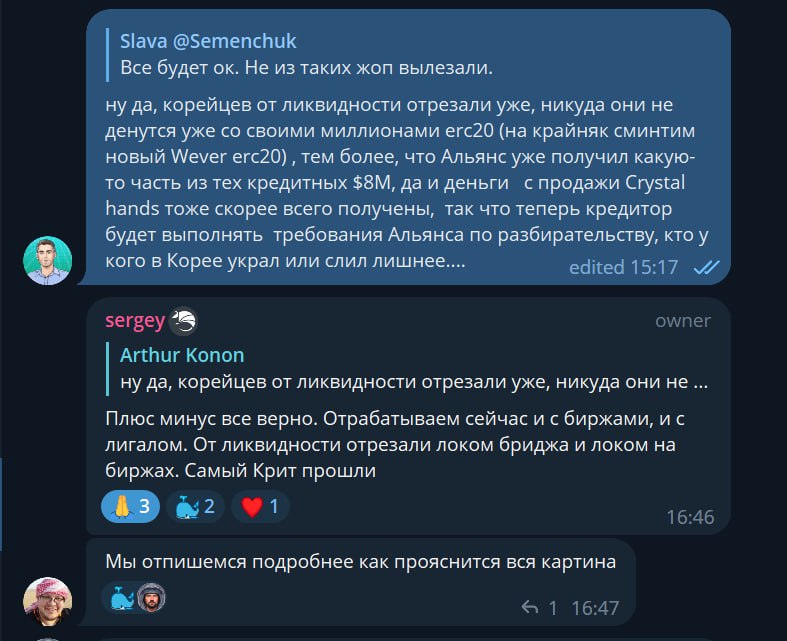 Slava @Semenchuk
Все будет ок. Не из таких жоп вылезали.
ну да, корейцев от ликвидности отрезали уже, никуда они не
денутся уже со своими миллионами erc20 (на крайняк сминтим
новый Wever erc20) , тем более, что Альянс уже получил какую-
то часть из тех кредитных $8M, да и деньги с продажи Crystal
hands тоже скорее всего получены, так что теперь кредитор
будет выполнять требования Альянса по разбирательству, кто у
кого в Корее украл или слил лишнее....
edited 15:17
sergey
owner
Arthur Konon
ну да, корейцев от ликвидности отрезали уже, никуда они не ...
Плюс минус все верно. Отрабатываем сейчас и с биржами, и с
лигалом. От ликвидности отрезали локом бриджа и локом на
биржах. Самый Крит прошли
3 2 1
16:46
Мы отпишемся подробнее как прояснится вся картина
1 16:47